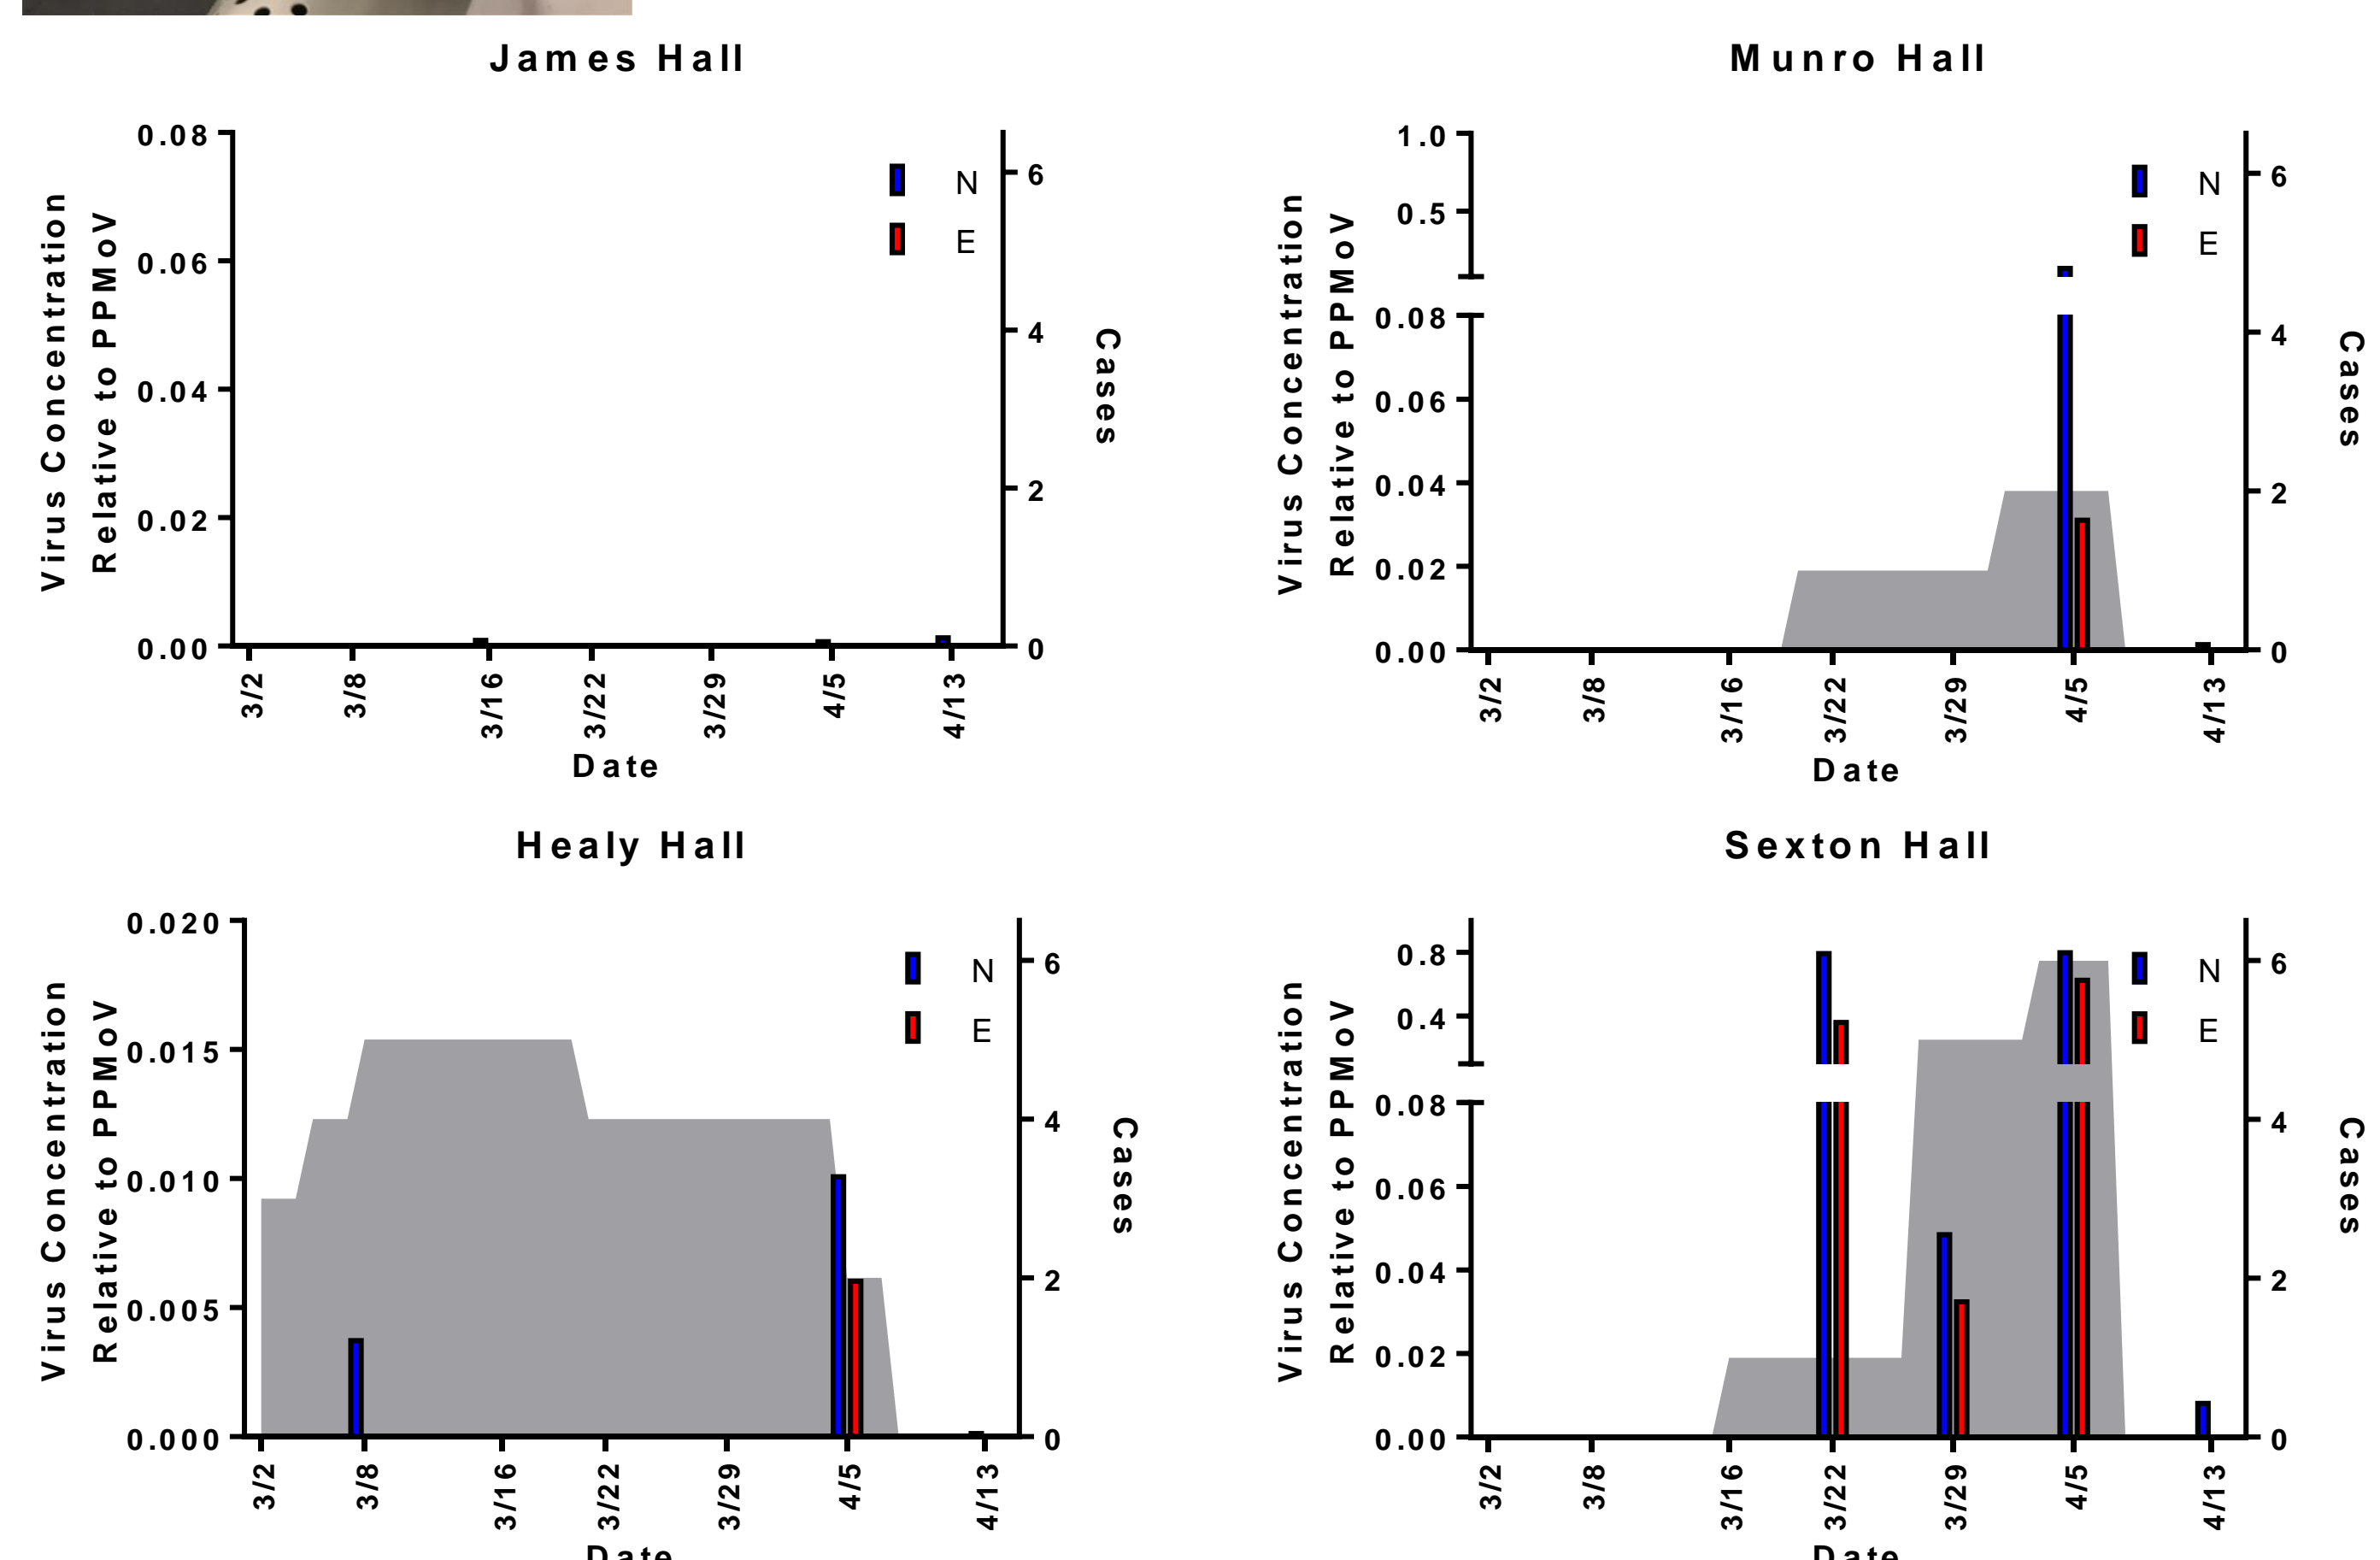 James Hall
Virus Concentration
Relative to PPMoV
0.08
0.06
0.04
0.02
0.00
N
E
6
4
2
0
Cases
3/2
3/8
3/16
3/22
3/29
4/5
4/13
Date
Munro Hall
Virus Concentration
Relative to PPMoV
1.0
0.5
0.08
0.06
0.04
0.02
0.00
N
E
6
4
2
0
Cases
3/2
3/8
3/16
3/22
3/29
4/5
4/13
Date
Healy Hall
Virus Concentration
Relative to PPMoV
0.020
0.015
0.010
0.005
0.000
N
E
6
4
2
0
Cases
3/2
3/8
3/16
3/22
3/29
4/5
4/13
Date
Sexton Hall
Virus Concentration
Relative to PPMoV
0.8
0.4
0.08
0.06
0.04
0.02
0.00
N
E
6
4
2
0
Cases
3/2
3/8
3/16
3/22
3/29
4/5
4/13
Date